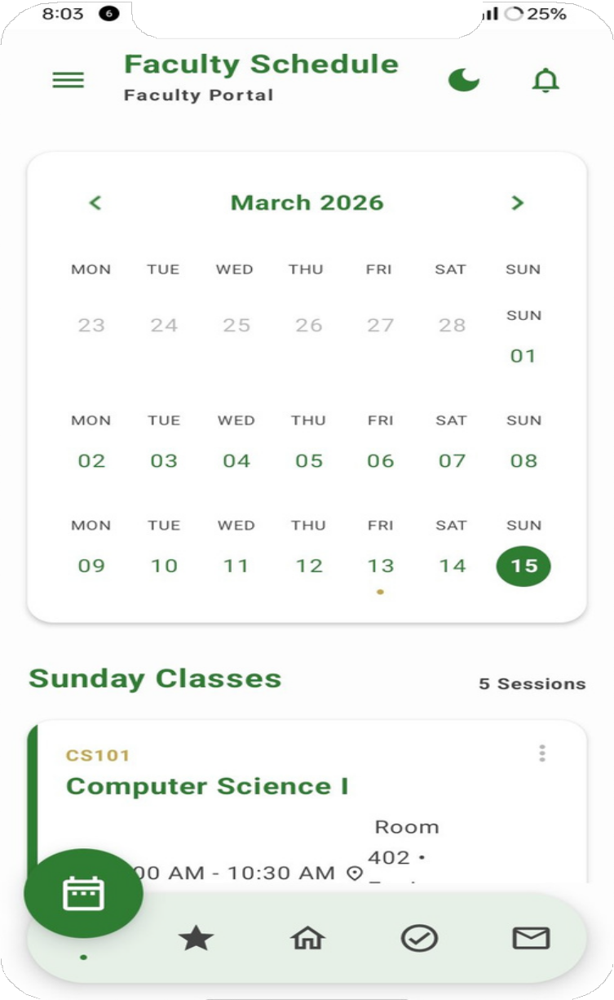 8:03 6 25%
Faculty Schedule
Faculty Portal
March 2026
MON TUE WED THU FRI SAT SUN
23 24 25 26 27 28 SUN
01
MON TUE WED THU FRI SAT SUN
02 03 04 05 06 07 08
MON TUE WED THU FRI SAT SUN
09 10 11 12 13 14 15
Sunday Classes
5 Sessions
CS101
Computer Science I
00 AM - 10:30 AM
Room
402 •